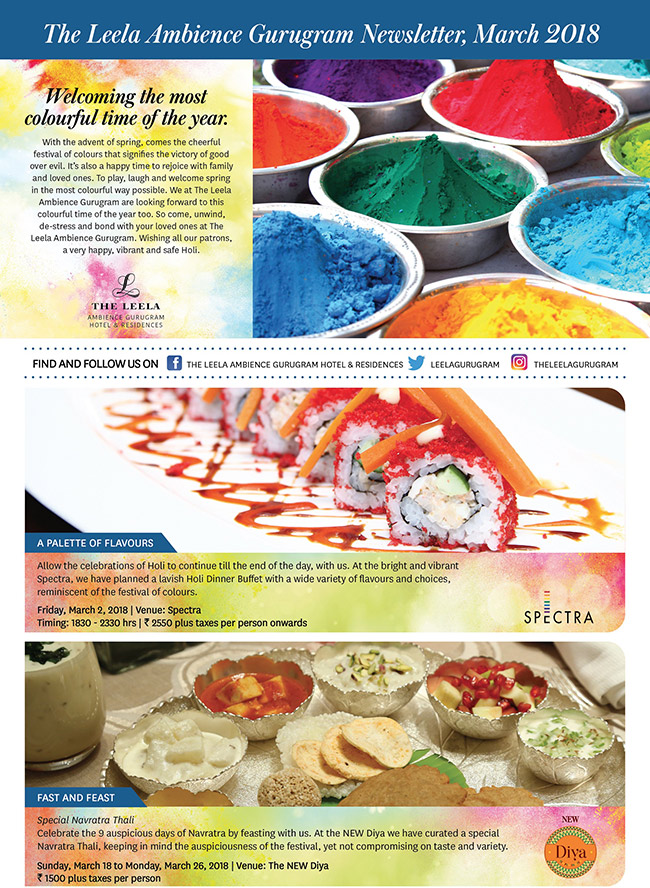 The Leela Ambience Gurugram Newsletter, March 2018
Welcoming the most
colourful time of the year.
With the advent of spring, comes the cheerful
festival of colours that signifies the victory of good
over evil. It's also a happy time to rejoice with family
and loved ones. To play, laugh and welcome spring
in the most colourful way possible. We at The Leela
Ambience Gurugram are looking forward to this
colourful time of the year too. So come, unwind,
de-stress and bond with your loved ones at The
Leela Ambience Gurugram. Wishing all our patrons,
a very happy, vibrant and safe Holi.
L
THE LEELA
AMBIENCE GURUGRAM
HOTEL & RESIDENCES
FIND AND FOLLOW US ON f THE LEELA AMBIENCE GURUGRAM HOTEL & RESIDENCES LEELAGURUGRAM THELEELAGURUGRAM
A PALETTE OF FLAVOURS
Allow the celebrations of Holi to continue till the end of the day, with us. At the bright and vibrant
Spectra, we have planned a lavish Holi Dinner Buffet with a wide variety of flavours and choices,
reminiscent of the festival of colours.
Friday, March 2, 2018 | Venue: Spectra
Timing: 1830 - 2330 hrs | ₹ 2550 plus taxes per person onwards
SPECTRA
FAST AND FEAST
Special Navratra Thali
Celebrate the 9 auspicious days of Navratra by feasting with us. At the NEW Diya we have curated a special
Navratra Thali, keeping in mind the auspiciousness of the festival, yet not compromising on taste and variety.
Sunday, March 18 to Monday, March 26, 2018 | Venue: The NEW Diya
₹ 1500 plus taxes per person
NEW
Diya